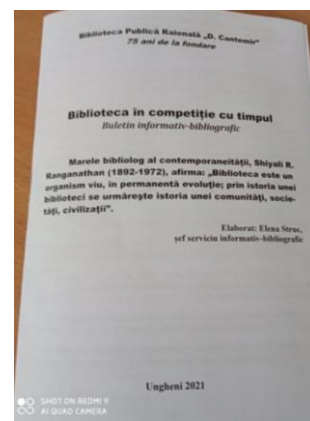 Biblioteca Publică Raională „D. Cantemir”
75 ani de la fondare
Biblioteca în competiție cu timpul
Buletin informativ-bibliografic
Marele bibliolog al contemporaneității, Shiyali R.
Ranganathan (1892-1972), afirma: „Biblioteca este un
organism viu, în permanentă evoluție; prin istoria unei
biblioteci se urmărește istoria unei comunități, socie-
tăți, civilizații”.
Elaborat: Elena Struc,
șef serviciu informativ-bibliografic
Ungheni 2021
SHOT ON REDMI 9
AI QUAD CAMERA